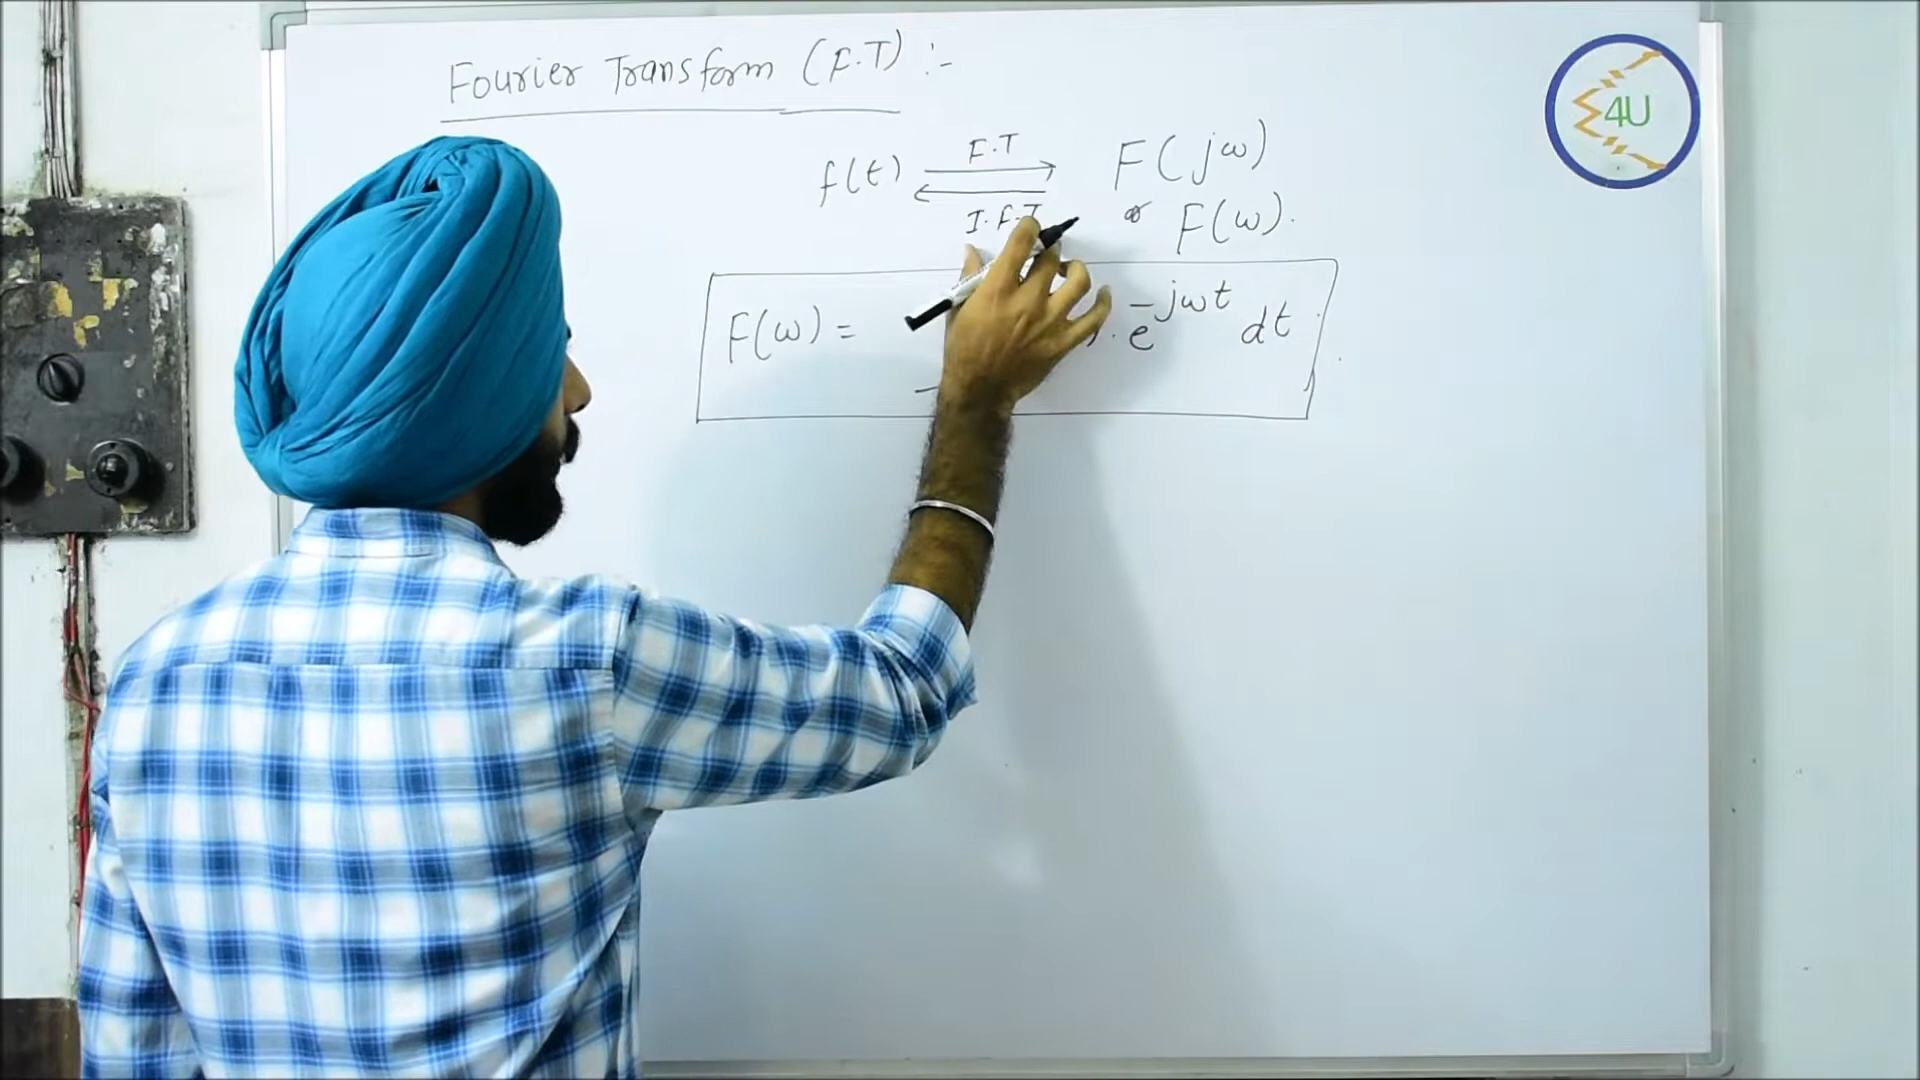 Fourier Transform (F.T) :-
F.T
f(t) F(jω)
I.F.T or F(ω).
F(ω) = . e^-jωt dt
4U